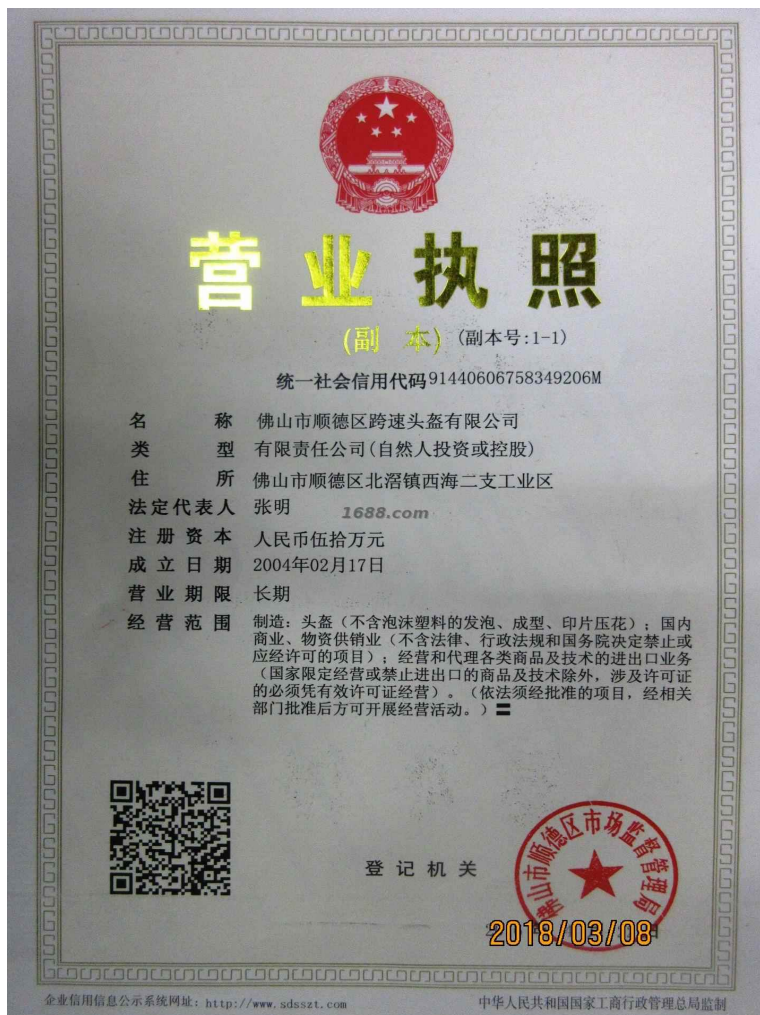 营业执照
(副 本) (副本号:1-1)
统一社会信用代码91440606758349206M
名 称 佛山市顺德区跨速头盔有限公司
类 型 有限责任公司(自然人投资或控股)
住 所 佛山市顺德区北滘镇西海二支工业区
法定代表人 张明
1688.com
注册资本 人民币伍拾万元
成立日期 2004年02月17日
营业期限 长期
经营范围 制造：头盔（不含泡沫塑料的发泡、成型、印片压花）；国内
商业、物资供销业（不含法律、行政法规和国务院决定禁止或
应经许可的项目）；经营和代理各类商品及技术的进出口业务
（国家限定经营或禁止进出口的商品及技术除外，涉及许可证
的必须凭有效许可证经营）。（依法须经批准的项目，经相关
部门批准后方可开展经营活动。）〓
佛山市顺德区市场监督管理局
登记机关
2018/03/08
企业信用信息公示系统网址：http://www.sdsszt.com
中华人民共和国国家工商行政管理总局监制